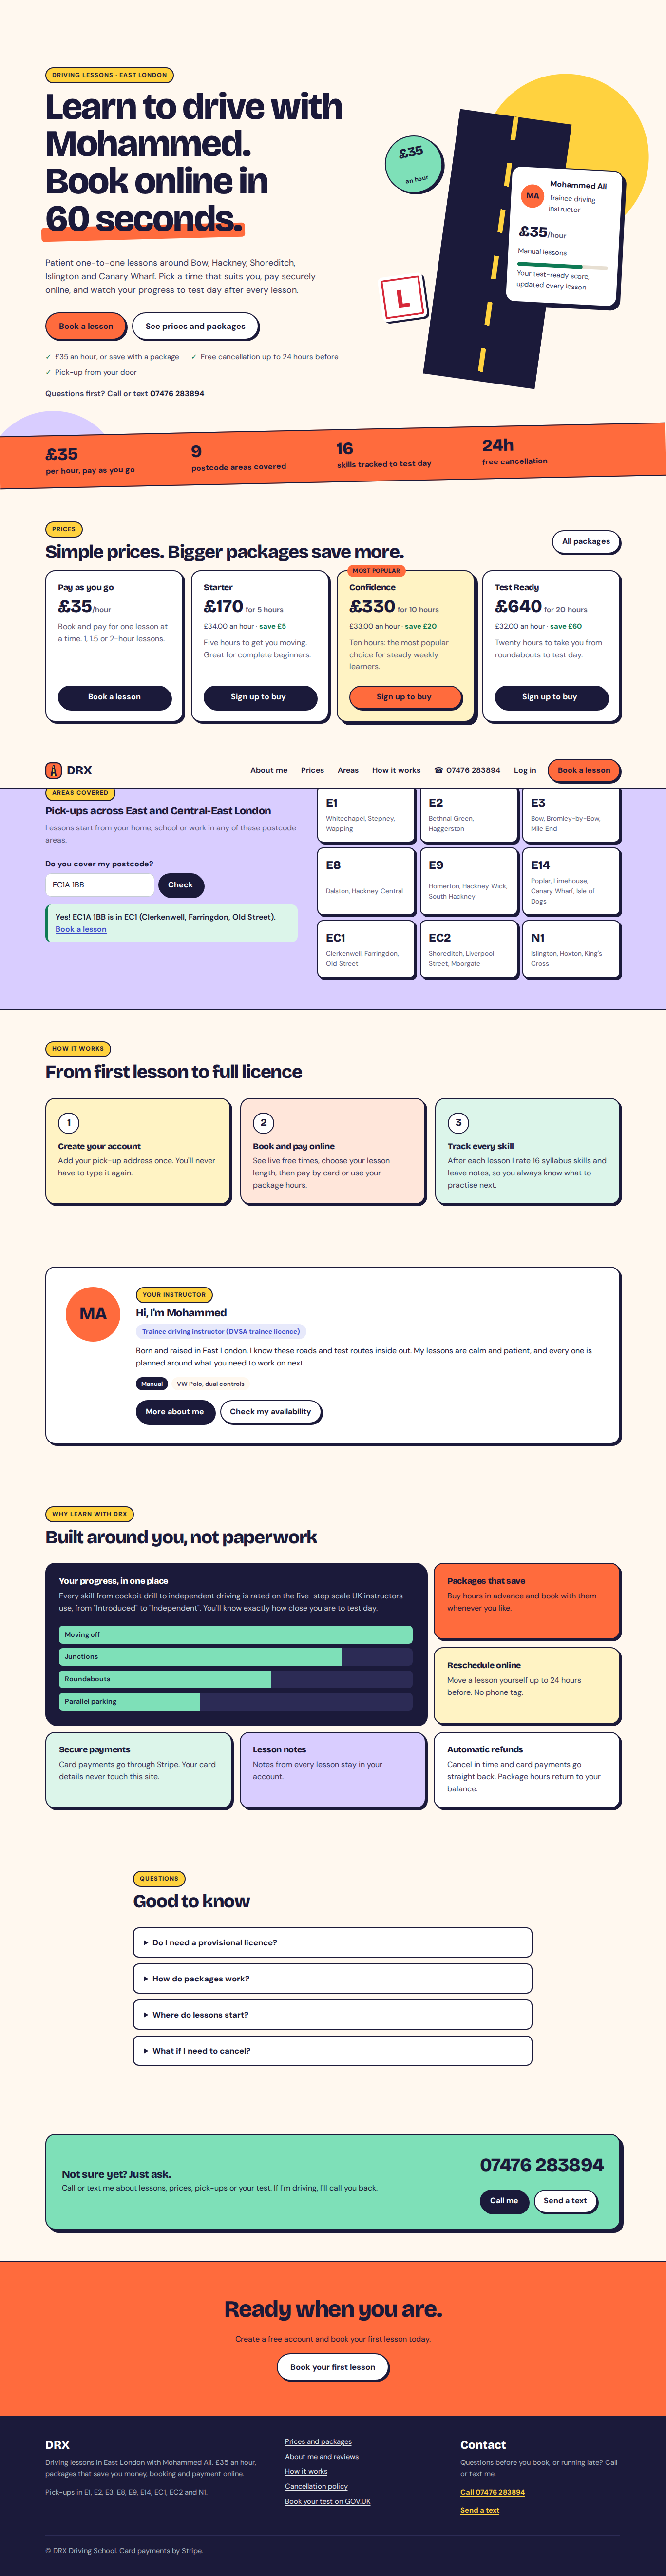 DRIVING LESSONS · EAST LONDON
Learn to drive with
Mohammed.
Book online in
60 seconds.
Patient one-to-one lessons around Bow, Hackney, Shoreditch,
Islington and Canary Wharf. Pick a time that suits you, pay securely
online, and watch your progress to test day after every lesson.
Book a lesson
See prices and packages
✓ £35 an hour, or save with a package
✓ Free cancellation up to 24 hours before
✓ Pick-up from your door
Questions first? Call or text 07476 283894
£35
an hour
L
MA
Mohammed Ali
Trainee driving
instructor
£35/hour
Manual lessons
Your test-ready score,
updated every lesson
£35
per hour, pay as you go
9
postcode areas covered
16
skills tracked to test day
24h
free cancellation
PRICES
Simple prices. Bigger packages save more.
All packages
Pay as you go
£35/hour
Book and pay for one lesson at
a time. 1, 1.5 or 2-hour lessons.
Book a lesson
Starter
£170 for 5 hours
£34.00 an hour · save £5
Five hours to get you moving.
Great for complete beginners.
Sign up to buy
MOST POPULAR
Confidence
£330 for 10 hours
£33.00 an hour · save £20
Ten hours: the most popular
choice for steady weekly
learners.
Sign up to buy
Test Ready
£640 for 20 hours
£32.00 an hour · save £60
Twenty hours to take you from
roundabouts to test day.
Sign up to buy
DRX
About me
Prices
Areas
How it works
☎ 07476 283894
Log in
Book a lesson
AREAS COVERED
Pick-ups across East and Central-East London
Lessons start from your home, school or work in any of these postcode
areas.
Do you cover my postcode?
EC1A 1BB
Check
Yes! EC1A 1BB is in EC1 (Clerkenwell, Farringdon, Old Street).
Book a lesson
E1
Whitechapel, Stepney,
Wapping
E2
Bethnal Green,
Haggerston
E3
Bow, Bromley-by-Bow,
Mile End
E8
Dalston, Hackney Central
E9
Homerton, Hackney Wick,
South Hackney
E14
Poplar, Limehouse,
Canary Wharf, Isle of
Dogs
EC1
Clerkenwell, Farringdon,
Old Street
EC2
Shoreditch, Liverpool
Street, Moorgate
N1
Islington, Hoxton, King's
Cross
HOW IT WORKS
From first lesson to full licence
1
Create your account
Add your pick-up address once. You'll never
have to type it again.
2
Book and pay online
See live free times, choose your lesson
length, then pay by card or use your
package hours.
3
Track every skill
After each lesson I rate 16 syllabus skills and
leave notes, so you always know what to
practise next.
MA
YOUR INSTRUCTOR
Hi, I'm Mohammed
Trainee driving instructor (DVSA trainee licence)
Born and raised in East London, I know these roads and test routes inside out. My lessons are calm and patient, and every one is
planned around what you need to work on next.
Manual
VW Polo, dual controls
More about me
Check my availability
WHY LEARN WITH DRX
Built around you, not paperwork
Your progress, in one place
Every skill from cockpit drill to independent driving is rated on the five-step scale UK instructors
use, from "Introduced" to "Independent". You'll know exactly how close you are to test day.
Moving off
Junctions
Roundabouts
Parallel parking
Packages that save
Buy hours in advance and book with them
whenever you like.
Reschedule online
Move a lesson yourself up to 24 hours
before. No phone tag.
Secure payments
Card payments go through Stripe. Your card
details never touch this site.
Lesson notes
Notes from every lesson stay in your
account.
Automatic refunds
Cancel in time and card payments go
straight back. Package hours return to your
balance.
QUESTIONS
Good to know
▶ Do I need a provisional licence?
▶ How do packages work?
▶ Where do lessons start?
▶ What if I need to cancel?
Not sure yet? Just ask.
Call or text me about lessons, prices, pick-ups or your test. If I'm driving, I'll call you back.
07476 283894
Call me
Send a text
Ready when you are.
Create a free account and book your first lesson today.
Book your first lesson
DRX
Driving lessons in East London with Mohammed Ali. £35 an hour,
packages that save you money, booking and payment online.
Pick-ups in E1, E2, E3, E8, E9, E14, EC1, EC2 and N1.
Prices and packages
About me and reviews
How it works
Cancellation policy
Book your test on GOV.UK
Contact
Questions before you book, or running late? Call
or text me.
Call 07476 283894
Send a text
© DRX Driving School. Card payments by Stripe.